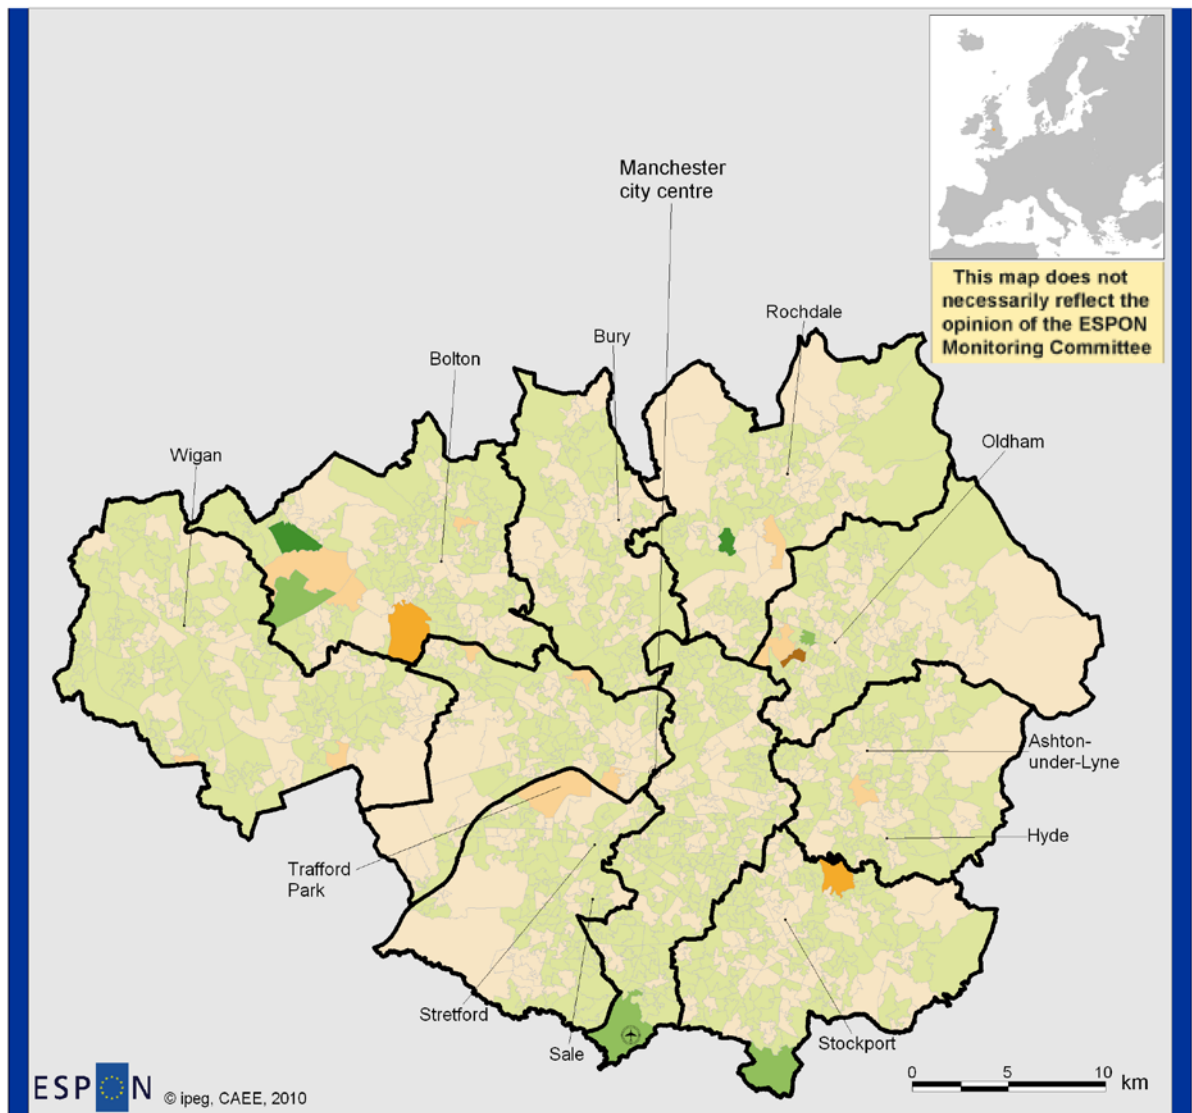 Manchester
city centre
This map does not
necessarily reflect the
opinion of the ESPON
Monitoring Committee
Rochdale
Bury
Bolton
Oldham
Wigan
Ashton-
under-Lyne
Hyde
Trafford
Park
Stretford
Sale
Stockport
0 5 10 km
ESPON
© ipeg, CAEE, 2010